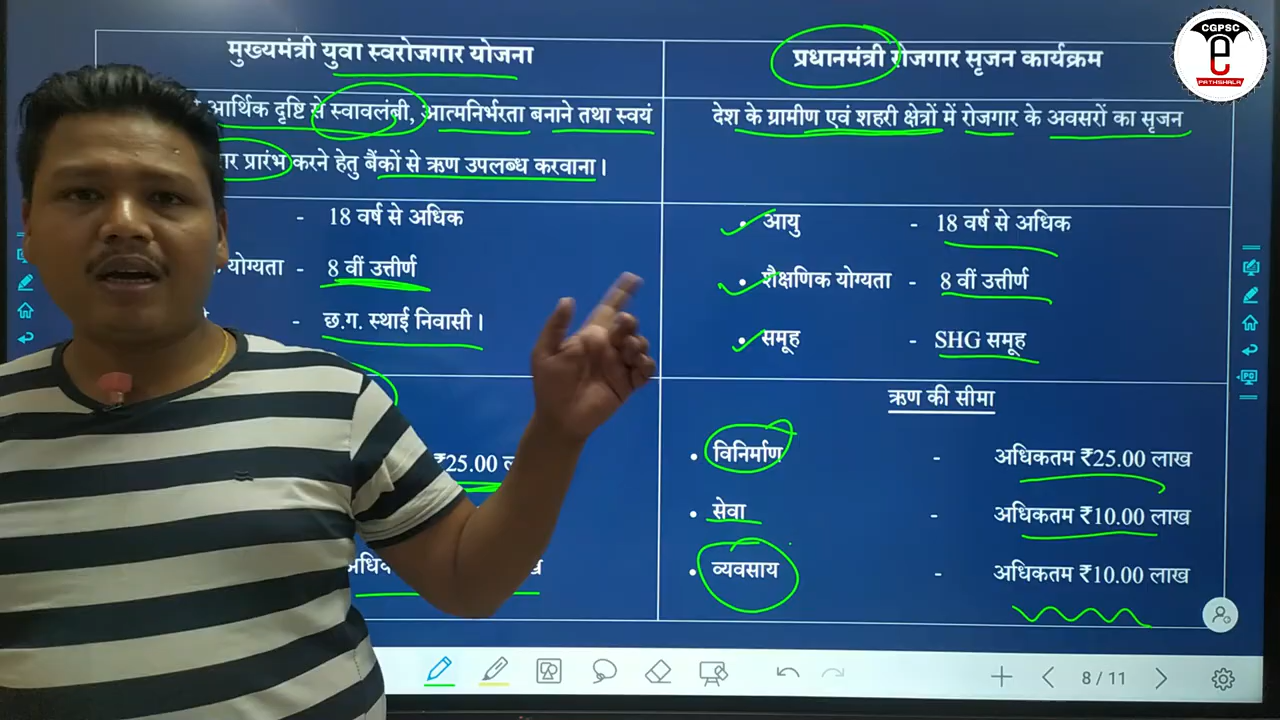 CGPSC
e
PATHSHALA
मुख्यमंत्री युवा स्वरोजगार योजना
प्रधानमंत्री रोजगार सृजन कार्यक्रम
आर्थिक दृष्टि से स्वावलंबी, आत्मनिर्भरता बनाने तथा स्वयं
प्रारंभ करने हेतु बैंकों से ऋण उपलब्ध करवाना।
देश के ग्रामीण एवं शहरी क्षेत्रों में रोजगार के अवसरों का सृजन
- 18 वर्ष से अधिक
योग्यता - 8 वीं उत्तीर्ण
- छ.ग. स्थाई निवासी।
• आयु - 18 वर्ष से अधिक
• शैक्षणिक योग्यता - 8 वीं उत्तीर्ण
• समूह - SHG समूह
₹25.00
ऋण की सीमा
• विनिर्माण - अधिकतम ₹25.00 लाख
• सेवा - अधिकतम ₹10.00 लाख
• व्यवसाय - अधिकतम ₹10.00 लाख
8 / 11